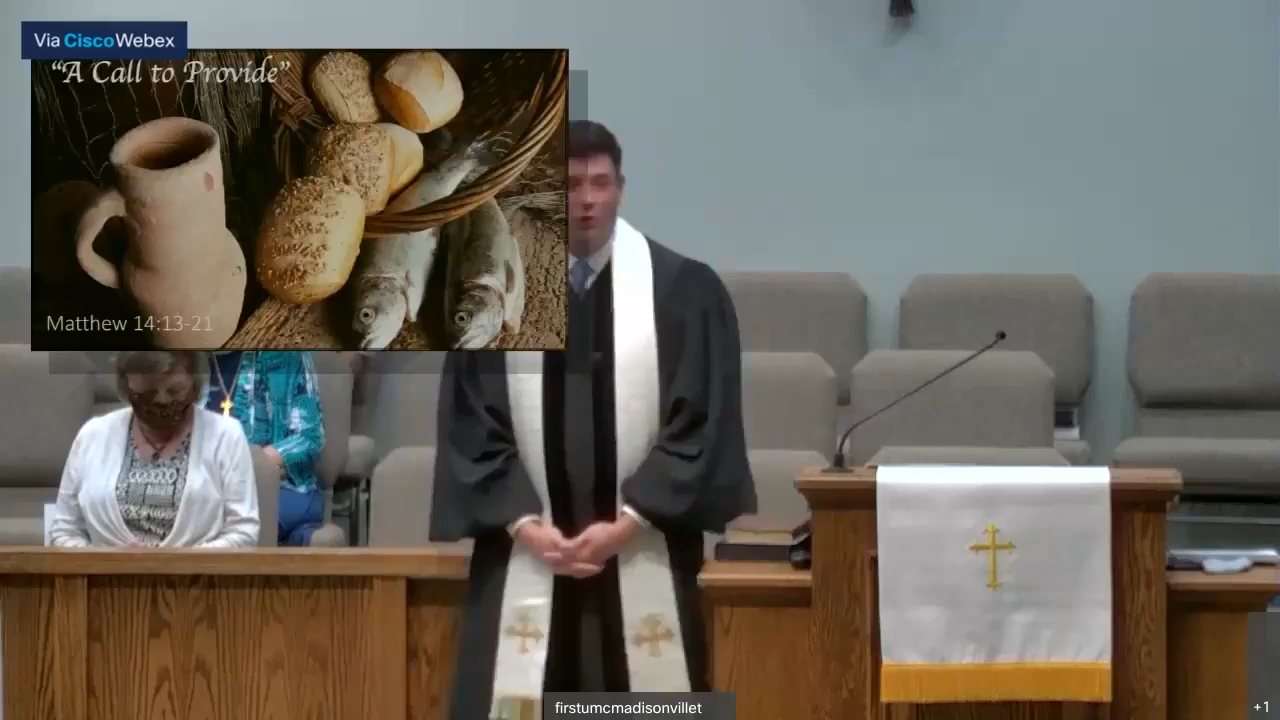 Via CiscoWebex
“A Call to Provide”
Matthew 14:13-21
firstumcmadisonvillet
+1